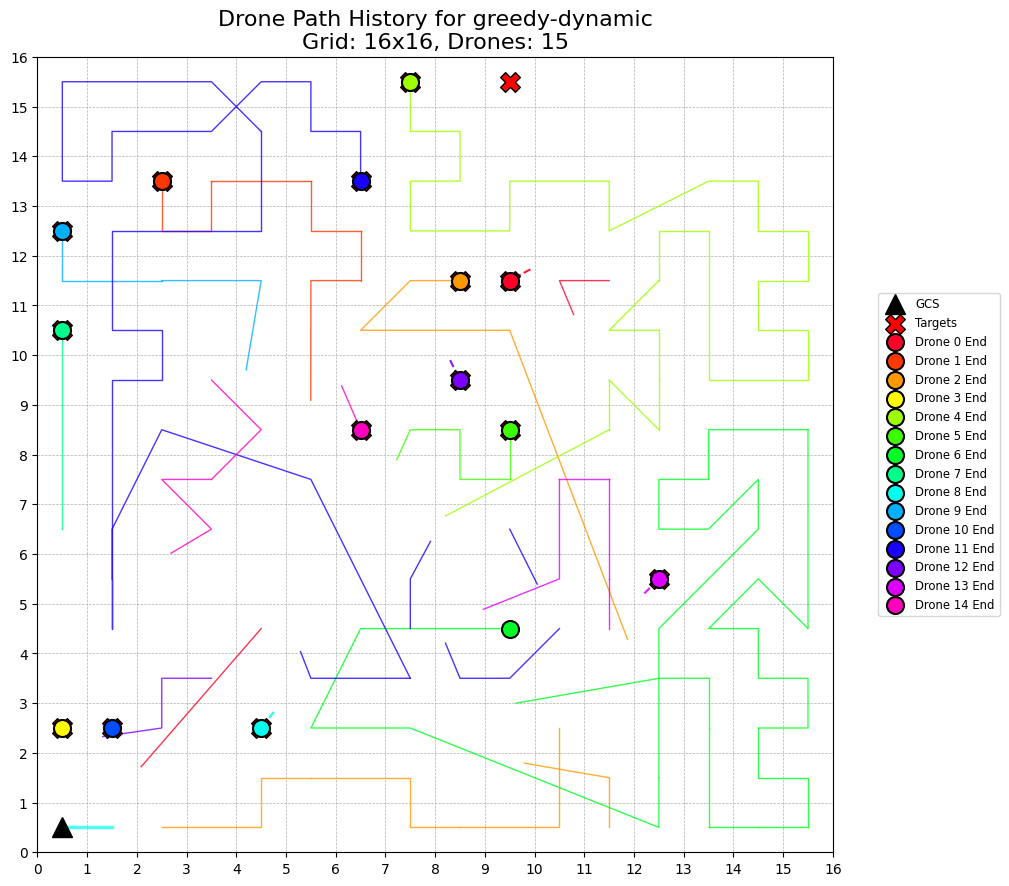 Drone Path History for greedy-dynamic
Grid: 16x16, Drones: 15
16
15
14
13
12
11
10
9
8
7
6
5
4
3
2
1
0
0 1 2 3 4 5 6 7 8 9 10 11 12 13 14 15 16
GCS
Targets
Drone 0 End
Drone 1 End
Drone 2 End
Drone 3 End
Drone 4 End
Drone 5 End
Drone 6 End
Drone 7 End
Drone 8 End
Drone 9 End
Drone 10 End
Drone 11 End
Drone 12 End
Drone 13 End
Drone 14 End